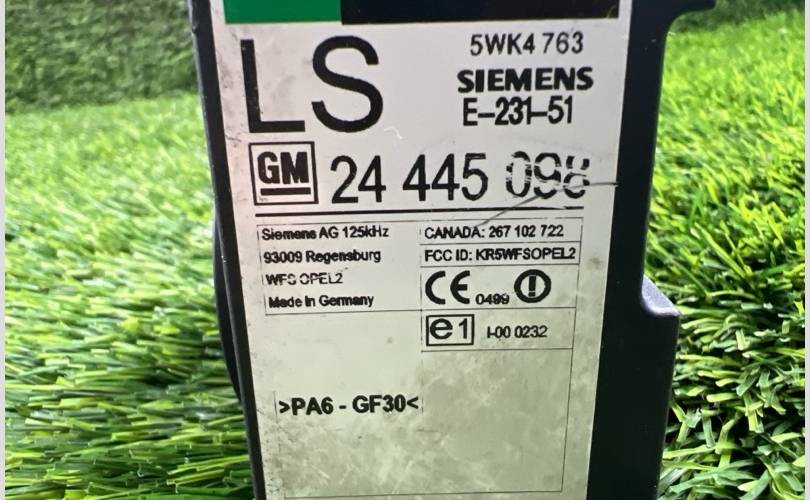 LS
5WK4 763
SIEMENS
E-231-51
GM 24 445 098
Siemens AG 125kHz
93009 Regensburg
WFS OPEL2
Made in Germany
CANADA: 267 102 722
FCC ID: KR5WFSOPEL2
CE 0499
e1 I-00 0232
>PA6 - GF30<